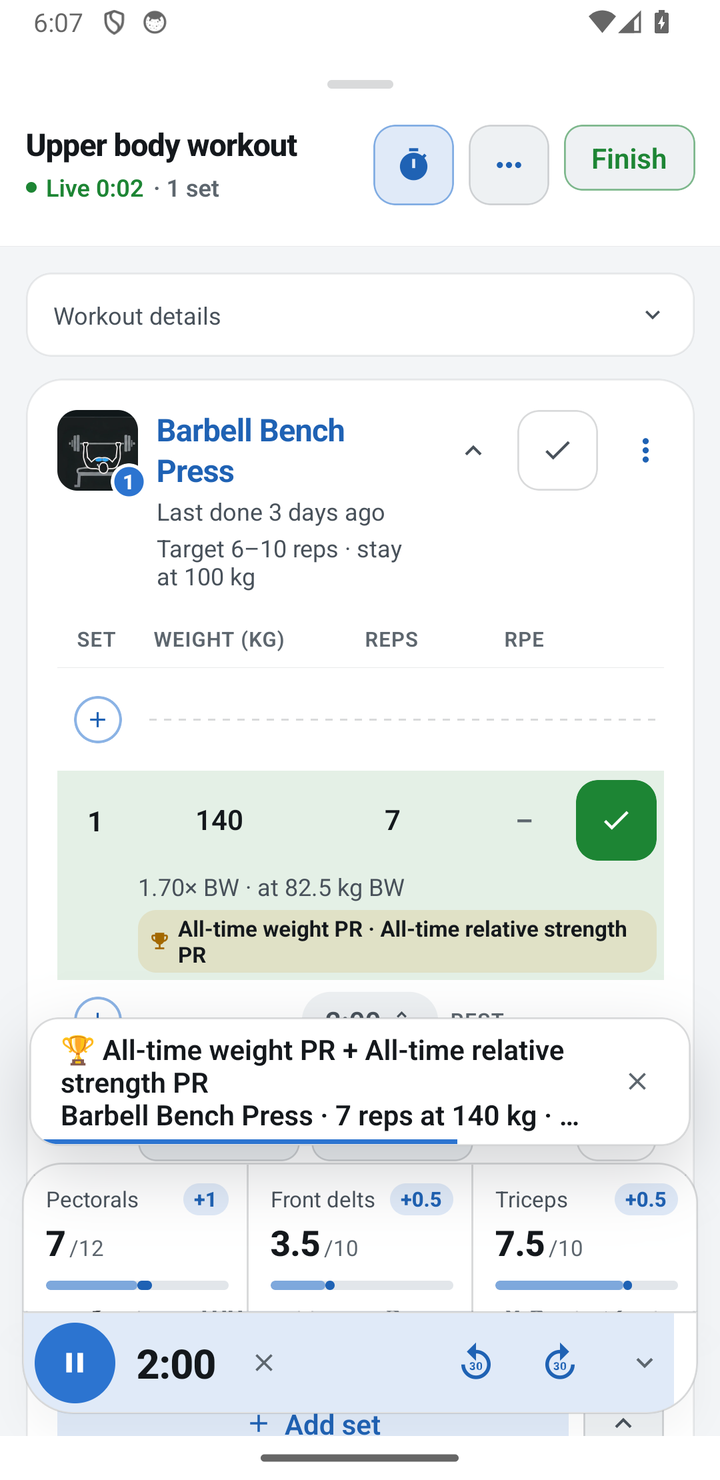 6:07
Upper body workout
Live 0:02 · 1 set
Finish
Workout details
Barbell Bench
Press
1
Last done 3 days ago
Target 6–10 reps · stay
at 100 kg
SET WEIGHT (KG) REPS RPE
1 140 7 –
1.70× BW · at 82.5 kg BW
All-time weight PR · All-time relative strength
PR
🏆 All-time weight PR + All-time relative
strength PR
Barbell Bench Press · 7 reps at 140 kg · …
Pectorals +1
7/12
Front delts +0.5
3.5/10
Triceps +0.5
7.5/10
2:00
30
30
+ Add set